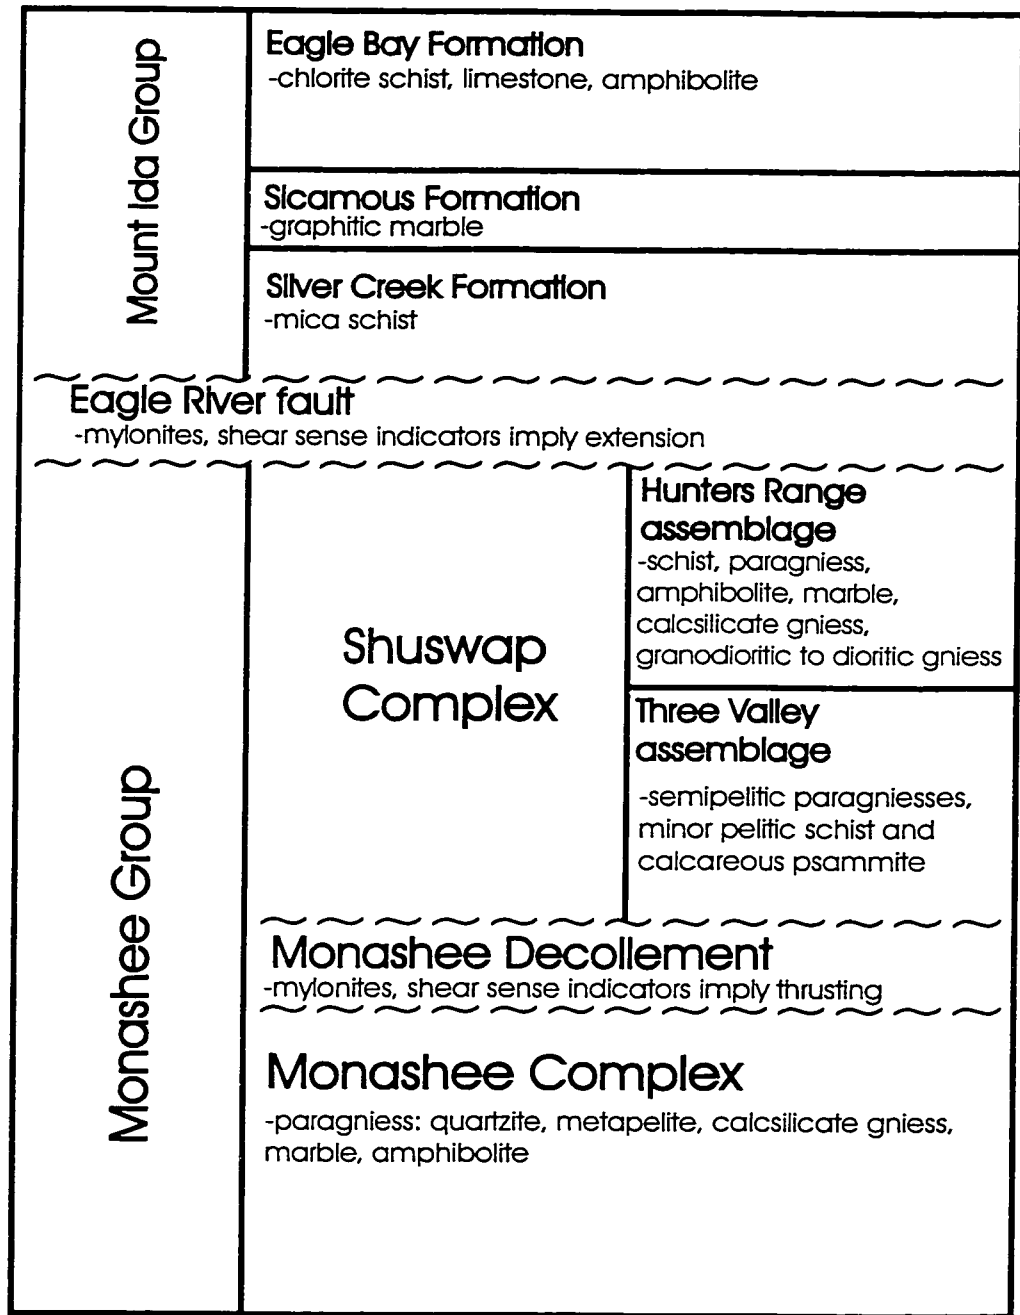 Mount Ida Group
Eagle Bay Formation
-chlorite schist, limestone, amphibolite
Sicamous Formation
-graphitic marble
Silver Creek Formation
-mica schist
Eagle River fault
-mylonites, shear sense indicators imply extension
Monashee Group
Shuswap
Complex
Hunters Range
assemblage
-schist, paragniess,
amphibolite, marble,
calcsilicate gniess,
granodioritic to dioritic gniess
Three Valley
assemblage
-semipelitic paragniesses,
minor pelitic schist and
calcareous psammite
Monashee Decollement
-mylonites, shear sense indicators imply thrusting
Monashee Complex
-paragniess: quartzite, metapelite, calcsilicate gniess,
marble, amphibolite